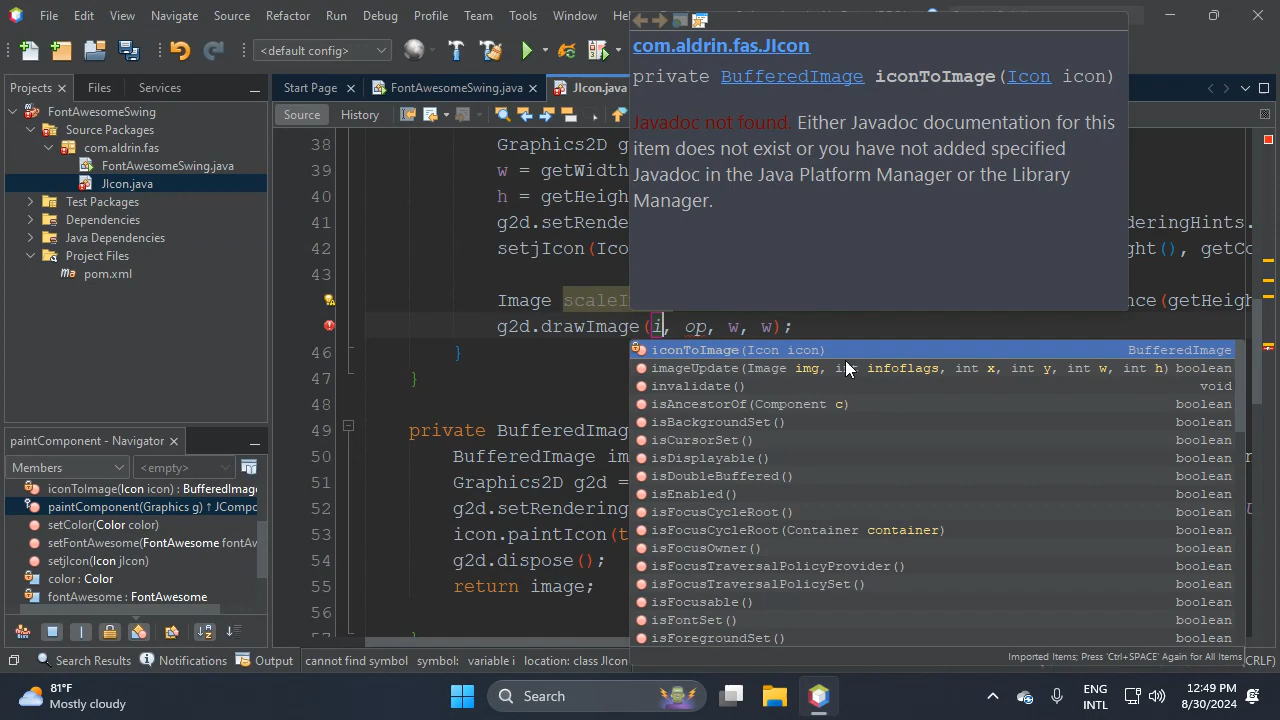 File Edit View Navigate Source Refactor Run Debug Profile Team Tools Window
<default config>
Projects Files Services
Start Page FontAwesomeSwing.java JIcon.java
Source History
FontAwesomeSwing
Source Packages
com.aldrin.fas
FontAwesomeSwing.java
JIcon.java
Test Packages
Dependencies
Java Dependencies
Project Files
pom.xml
com.aldrin.fas.JIcon
private BufferedImage iconToImage(Icon icon)
Javadoc not found. Either Javadoc documentation for this
item does not exist or you have not added specified
Javadoc in the Java Platform Manager or the Library
Manager.
38 Graphics2D g
39 w = getWidth
40 h = getHeigh
41 g2d.setRende deringHints.
42 setjIcon(Ico ght(), getCo
43
Image scaleI nce(getHeigh
g2d.drawImage(i, op, w, w);
46 }
47 }
48
49 private BufferedImag
50 BufferedImage im
51 Graphics2D g2d =
52 g2d.setRendering
53 icon.paintIcon(t
54 g2d.dispose();
55 return image;
56
57
iconToImage(Icon icon) BufferedImage
imageUpdate(Image img, int infoflags, int x, int y, int w, int h) boolean
invalidate() void
isAncestorOf(Component c) boolean
isBackgroundSet() boolean
isCursorSet() boolean
isDisplayable() boolean
isDoubleBuffered() boolean
isEnabled() boolean
isFocusCycleRoot() boolean
isFocusCycleRoot(Container container) boolean
isFocusOwner() boolean
isFocusTraversalPolicyProvider() boolean
isFocusTraversalPolicySet() boolean
isFocusable() boolean
isFontSet() boolean
isForegroundSet() boolean
Imported Items; Press 'Ctrl+SPACE' Again for All Items
paintComponent - Navigator
Members <empty>
iconToImage(Icon icon) : BufferedImage
paintComponent(Graphics g) ↑ JCompo
setColor(Color color)
setFontAwesome(FontAwesome fontAw
setjIcon(Icon jIcon)
color : Color
fontAwesome : FontAwesome
Search Results Notifications Output cannot find symbol symbol: variable i location: class JIcon CRLF)
81°F
Mostly cloudy
Search
ENG
INTL
12:49 PM
8/30/2024